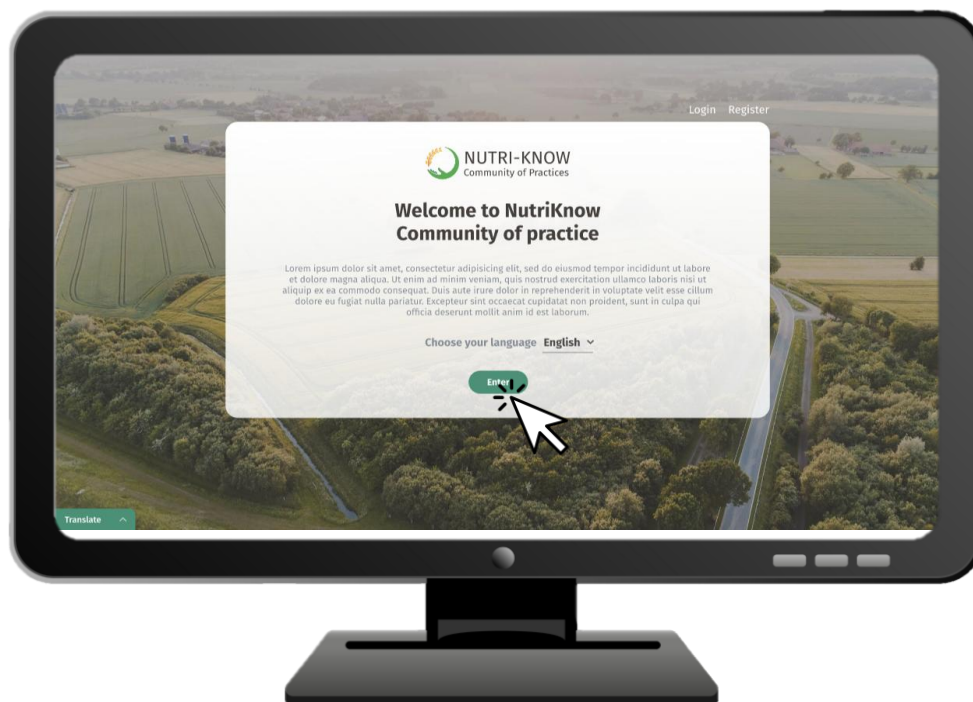 Login Register
NUTRI-KNOW
Community of Practices
Welcome to NutriKnow
Community of practice
Lorem ipsum dolor sit amet, consectetur adipisicing elit, sed do eiusmod tempor incididunt ut labore
et dolore magna aliqua. Ut enim ad minim veniam, quis nostrud exercitation ullamco laboris nisi ut
aliquip ex ea commodo consequat. Duis aute irure dolor in reprehenderit in voluptate velit esse cillum
dolore eu fugiat nulla pariatur. Excepteur sint occaecat cupidatat non proident, sunt in culpa qui
officia deserunt mollit anim id est laborum.
Choose your language English
Enter
Translate